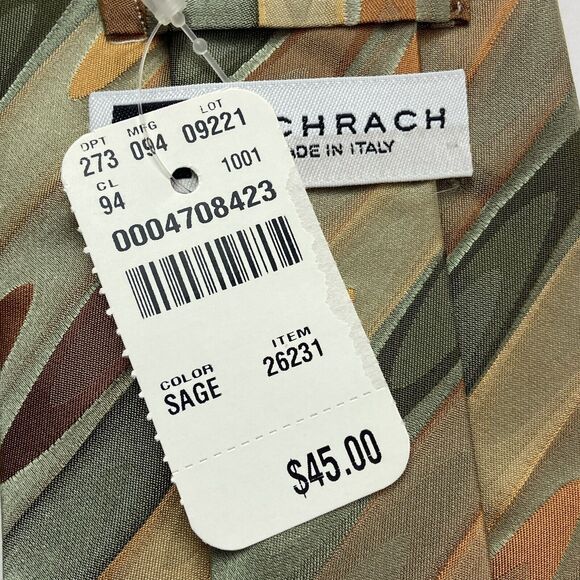 CHRACH
ADE IN ITALY
DPT MFG LOT
273 094 09221
CL 1001
94
0004708423
COLOR ITEM
SAGE 26231
$45.00